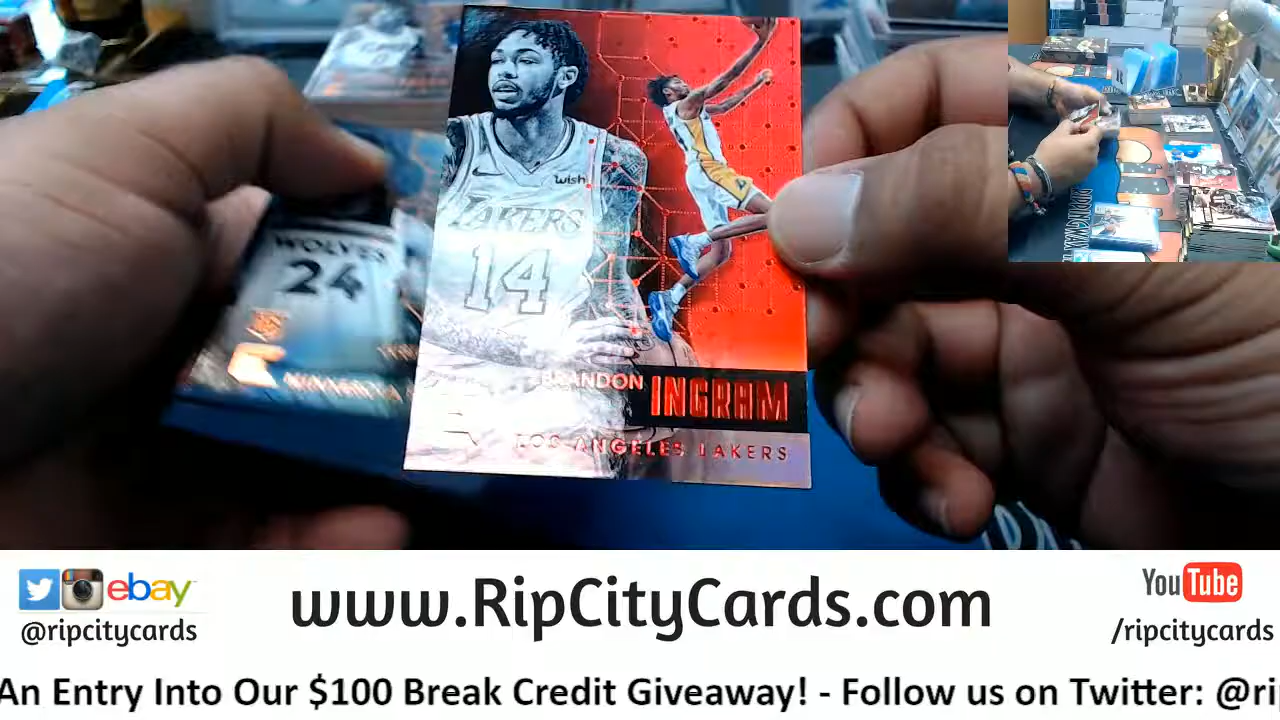 wish
LAKERS
14
BRANDON INGRAM
LOS ANGELES LAKERS
WOLVES
24
ebay
@ripcitycards
www.RipCityCards.com
YouTube
/ripcitycards
An Entry Into Our $100 Break Credit Giveaway! - Follow us on Twitter: @ri